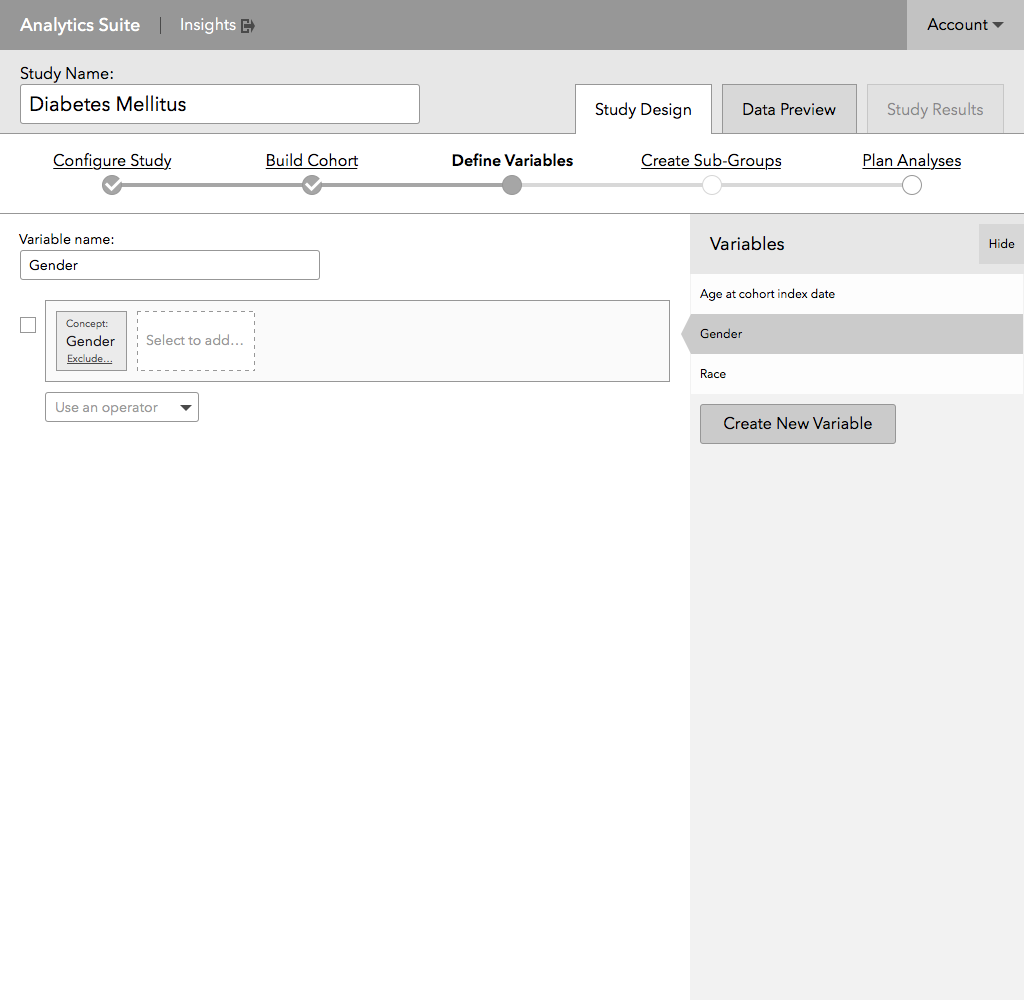 Analytics Suite | Insights Account
Study Name:
Diabetes Mellitus
Study Design Data Preview Study Results
Configure Study Build Cohort Define Variables Create Sub-Groups Plan Analyses
Variable name:
Gender
Concept:
Gender
Exclude...
Select to add...
Use an operator
Variables Hide
Age at cohort index date
Gender
Race
Create New Variable